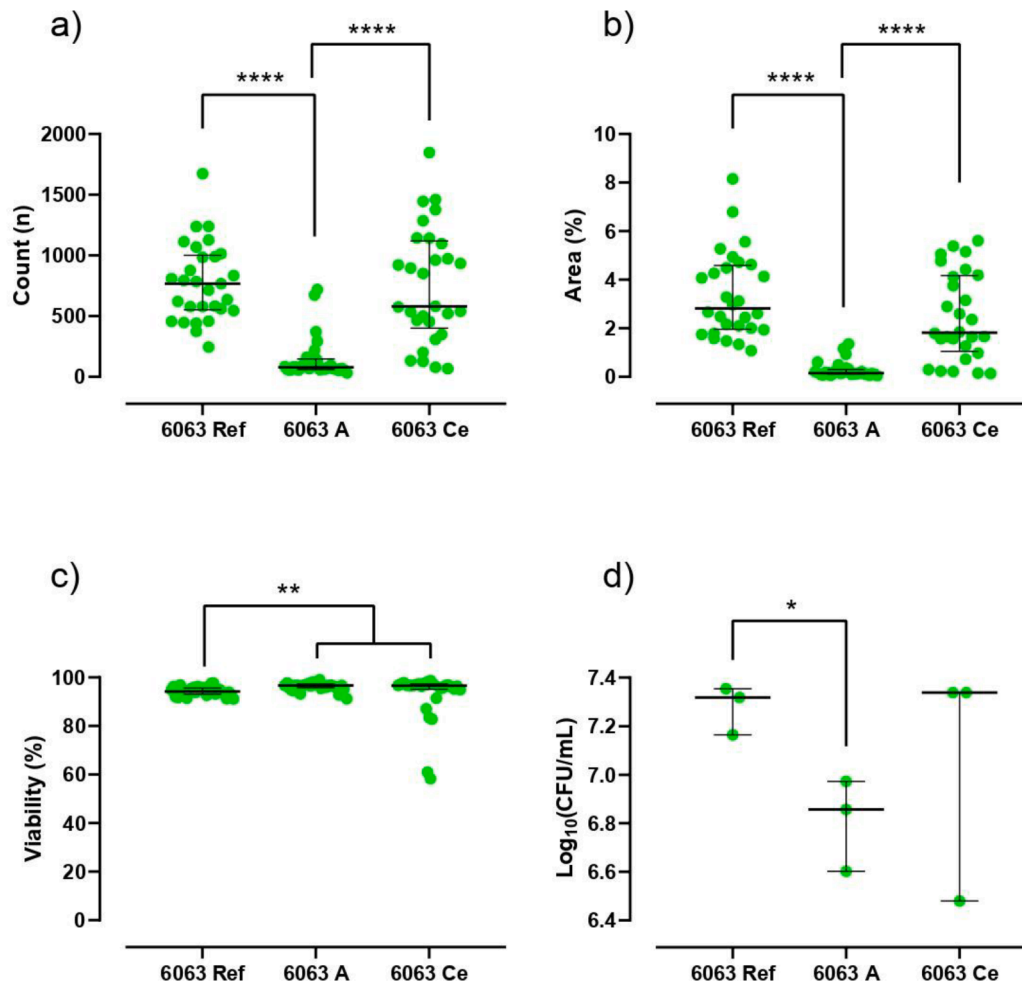 a)
****
****
2000
1500
1000
500
0
Count (n)
6063 Ref 6063 A 6063 Ce
b)
****
****
10
8
6
4
2
0
Area (%)
6063 Ref 6063 A 6063 Ce
c)
**
100
80
60
40
20
0
Viability (%)
6063 Ref 6063 A 6063 Ce
d)
*
7.4
7.2
7.0
6.8
6.6
6.4
Log₁₀(CFU/mL)
6063 Ref 6063 A 6063 Ce